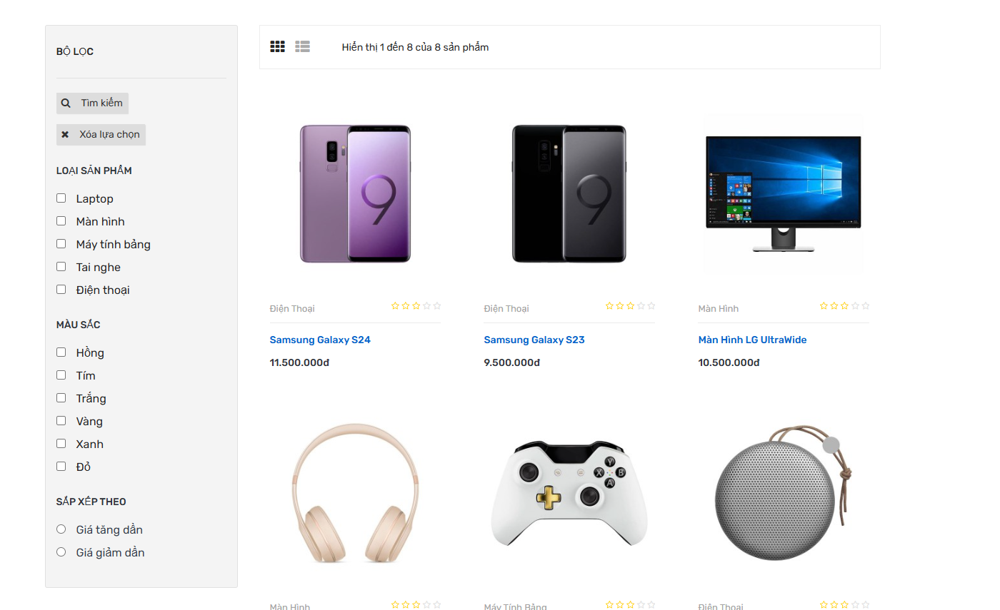 BỘ LỌC
Tìm kiếm
Xóa lựa chọn
LOẠI SẢN PHẨM
Laptop
Màn hình
Máy tính bảng
Tai nghe
Điện thoại
MÀU SẮC
Hồng
Tím
Trắng
Vàng
Xanh
Đỏ
SẮP XẾP THEO
Giá tăng dần
Giá giảm dần
Hiển thị 1 đến 8 của 8 sản phẩm
9
9
Điện Thoại
Điện Thoại
Màn Hình
Samsung Galaxy S24
Samsung Galaxy S23
Màn Hình LG UltraWide
11.500.000đ
9.500.000đ
10.500.000đ
Y
X B
A
Màn Hình
Máy Tính Bảng
Điện Thoại